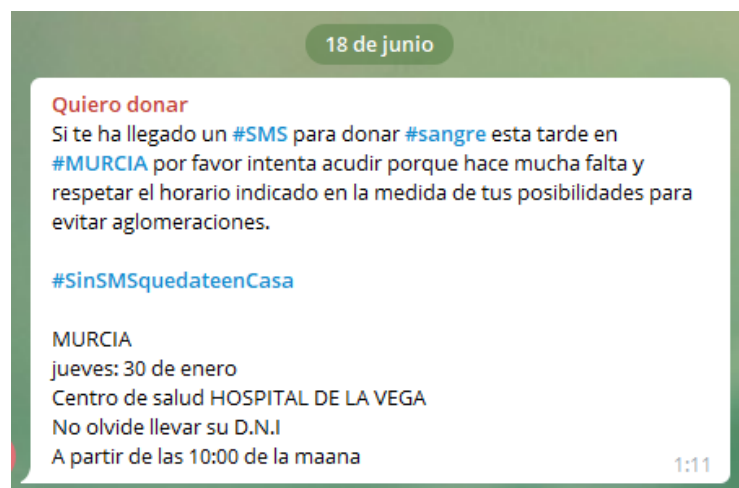 18 de junio
Quiero donar
Si te ha llegado un #SMS para donar #sangre esta tarde en
#MURCIA por favor intenta acudir porque hace mucha falta y
respetar el horario indicado en la medida de tus posibilidades para
evitar aglomeraciones.
#SinSMSquedateenCasa
MURCIA
jueves: 30 de enero
Centro de salud HOSPITAL DE LA VEGA
No olvide llevar su D.N.I
A partir de las 10:00 de la maana
1:11